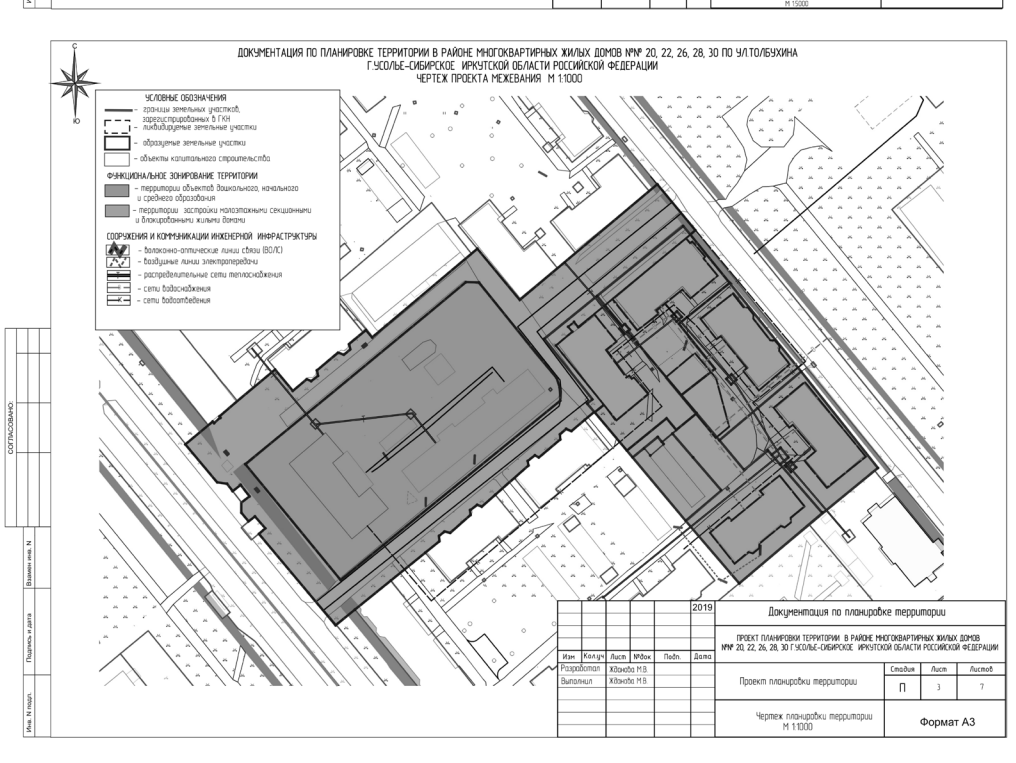 М 1:5000
ДОКУМЕНТАЦИЯ ПО ПЛАНИРОВКЕ ТЕРРИТОРИИ В РАЙОНЕ МНОГОКВАРТИРНЫХ ЖИЛЫХ ДОМОВ №№ 20, 22, 26, 28, 30 ПО УЛ.ТОЛБУХИНА
Г.УСОЛЬЕ-СИБИРСКОЕ ИРКУТСКОЙ ОБЛАСТИ РОССИЙСКОЙ ФЕДЕРАЦИИ
ЧЕРТЕЖ ПРОЕКТА МЕЖЕВАНИЯ М 1:1000
С
Ю
УСЛОВНЫЕ ОБОЗНАЧЕНИЯ
- границы земельных участков,
зарегистрированных в ГКН
- ликвидируемые земельные участки
- образуемые земельные участки
- объекты капитального строительства
ФУНКЦИОНАЛЬНОЕ ЗОНИРОВАНИЕ ТЕРРИТОРИИ
- территории объектов дошкольного, начального
и среднего образования
- территории застройки малоэтажными секционными
и блокированными жилыми домами
СООРУЖЕНИЯ И КОММУНИКАЦИИ ИНЖЕНЕРНОЙ ИНФРАСТРУКТУРЫ
- волоконно-оптические линии связи (ВОЛС)
- воздушные линии электропередачи
- распределительные сети теплоснабжения
- сети водоснабжения
- сети водоотведения
СОГЛАСОВАНО:
Взамен инв. N
Подпись и дата
Инв. N подл.
2019
Изм Кол.уч Лист №док Подп. Дата
Разработал Жданова М.В.
Выполнил Жданова М.В.
Документация по планировке территории
ПРОЕКТ ПЛАНИРОВКИ ТЕРРИТОРИИ В РАЙОНЕ МНОГОКВАРТИРНЫХ ЖИЛЫХ ДОМОВ
№№ 20, 22, 26, 28, 30 Г.УСОЛЬЕ-СИБИРСКОЕ ИРКУТСКОЙ ОБЛАСТИ РОССИЙСКОЙ ФЕДЕРАЦИИ
Проект планировки территории
Стадия Лист Листов
П 3 7
Чертеж планировки территории
М 1:1000
Формат А3